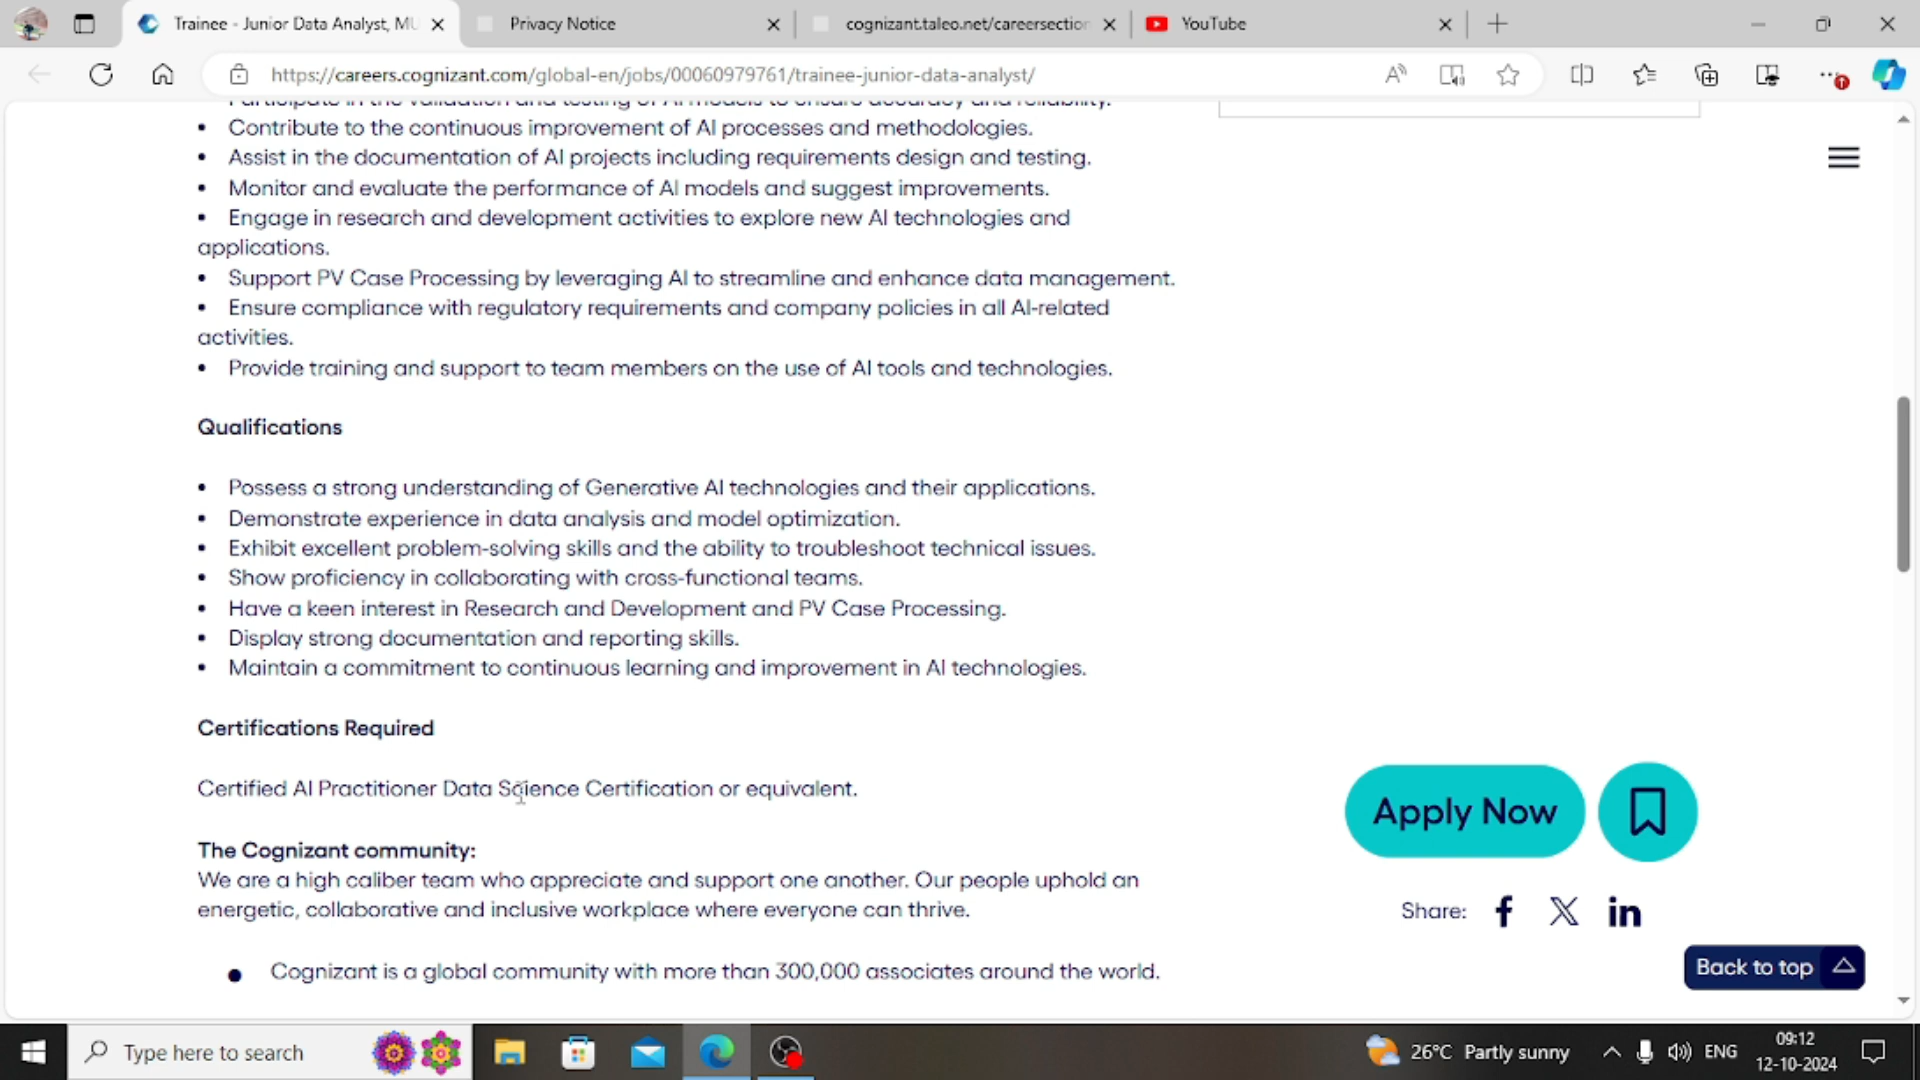 Trainee - Junior Data Analyst, MU
Privacy Notice
cognizant.taleo.net/careersection
YouTube
https://careers.cognizant.com/global-en/jobs/00060979761/trainee-junior-data-analyst/
Participate in the validation and testing of AI models to ensure accuracy and reliability.
• Contribute to the continuous improvement of AI processes and methodologies.
• Assist in the documentation of AI projects including requirements design and testing.
• Monitor and evaluate the performance of AI models and suggest improvements.
• Engage in research and development activities to explore new AI technologies and
applications.
• Support PV Case Processing by leveraging AI to streamline and enhance data management.
• Ensure compliance with regulatory requirements and company policies in all AI-related
activities.
• Provide training and support to team members on the use of AI tools and technologies.
Qualifications
• Possess a strong understanding of Generative AI technologies and their applications.
• Demonstrate experience in data analysis and model optimization.
• Exhibit excellent problem-solving skills and the ability to troubleshoot technical issues.
• Show proficiency in collaborating with cross-functional teams.
• Have a keen interest in Research and Development and PV Case Processing.
• Display strong documentation and reporting skills.
• Maintain a commitment to continuous learning and improvement in AI technologies.
Certifications Required
Certified AI Practitioner Data Science Certification or equivalent.
The Cognizant community:
We are a high caliber team who appreciate and support one another. Our people uphold an
energetic, collaborative and inclusive workplace where everyone can thrive.
• Cognizant is a global community with more than 300,000 associates around the world.
Apply Now
Share:
Back to top
Type here to search
26°C Partly sunny
ENG
09:12
12-10-2024